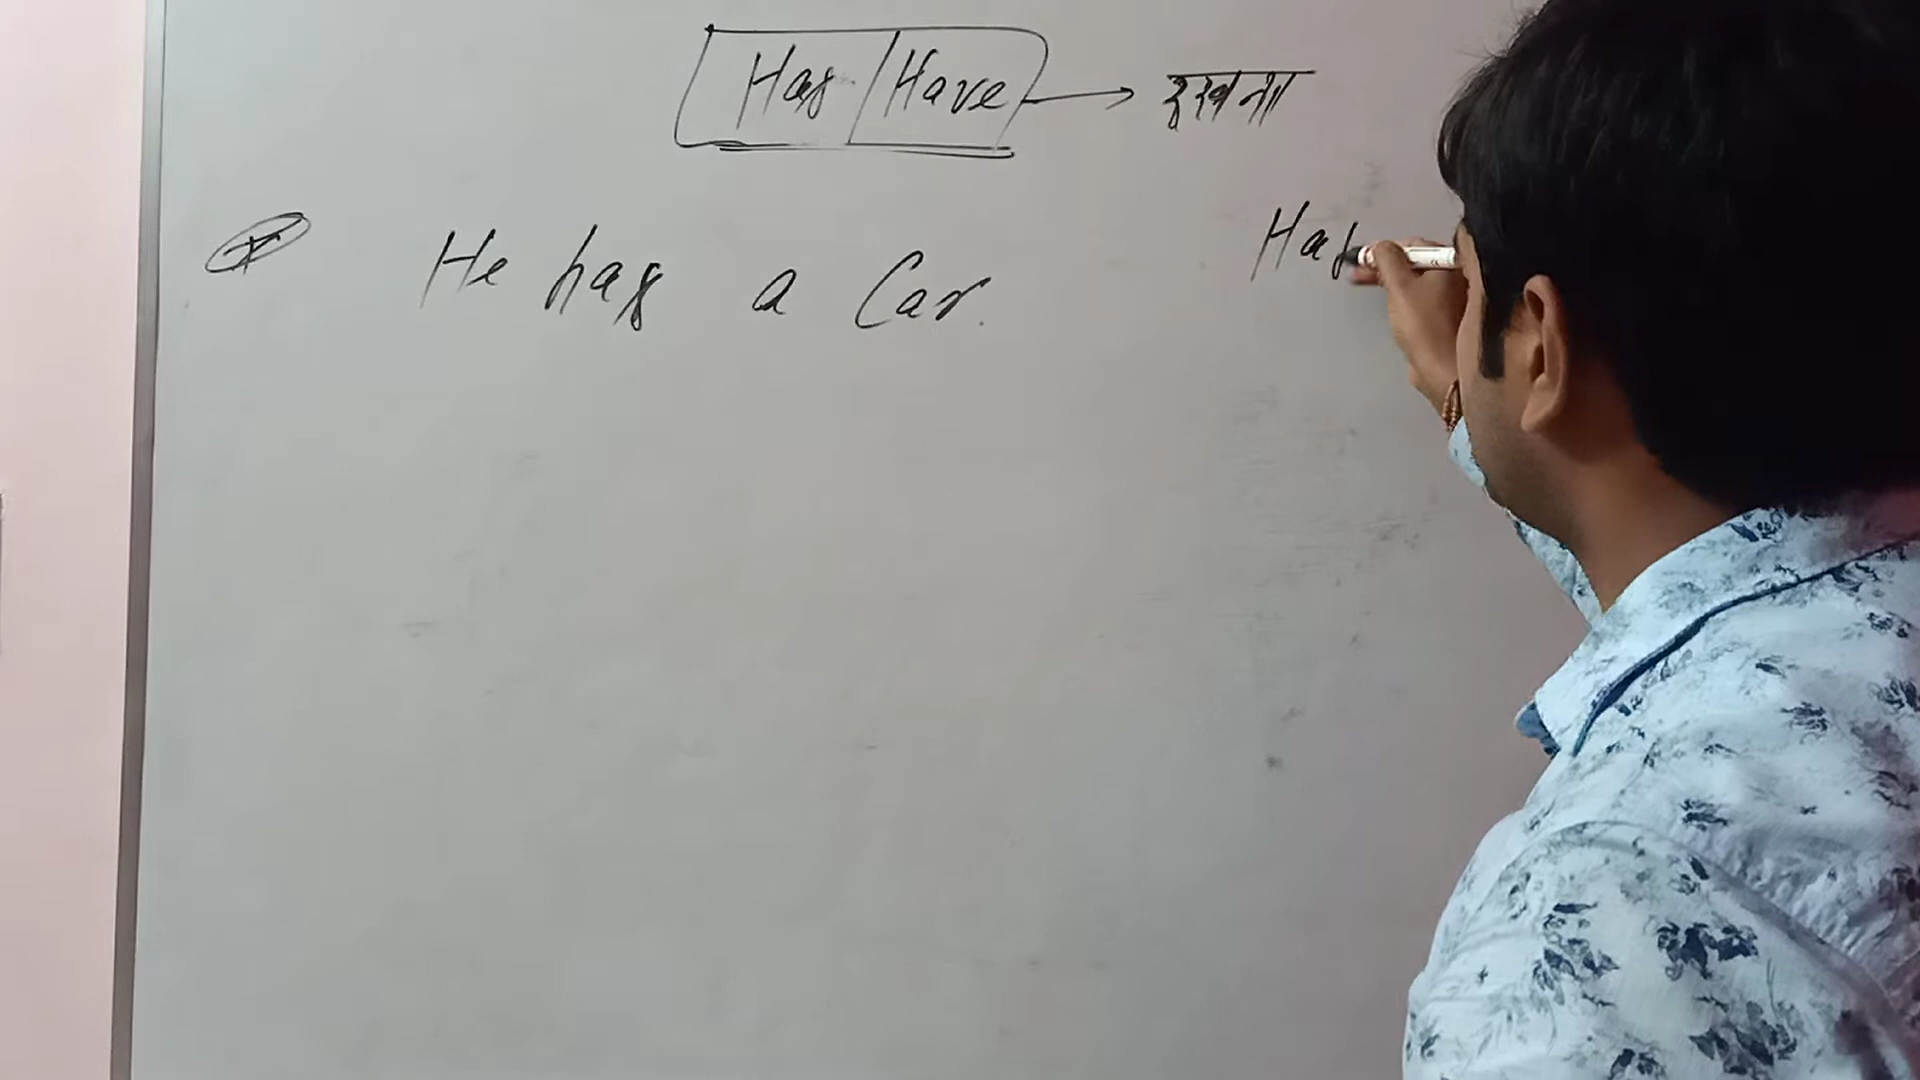 Has / Have → रखना
He has a Car.
Has